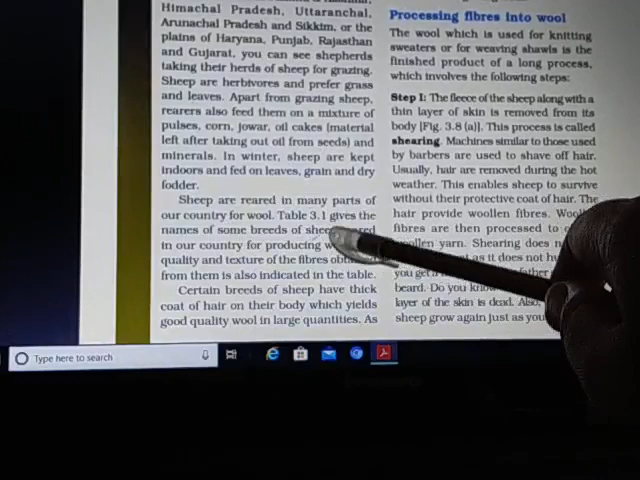 Himachal Pradesh, Uttaranchal,
Arunachal Pradesh and Sikkim, or the
plains of Haryana, Punjab, Rajasthan
and Gujarat, you can see shepherds
taking their herds of sheep for grazing.
Sheep are herbivores and prefer grass
and leaves. Apart from grazing sheep,
rearers also feed them on a mixture of
pulses, corn, jowar, oil cakes (material
left after taking out oil from seeds) and
minerals. In winter, sheep are kept
indoors and fed on leaves, grain and dry
fodder.
Sheep are reared in many parts of
our country for wool. Table 3.1 gives the
names of some breeds of
in our country for producing
quality and texture of the fibres
from them is also indicated in the table.
Certain breeds of sheep have thick
coat of hair on their body which yields
good quality wool in large quantities. As
Processing fibres into wool
The wool which is used for knitting
sweaters or for weaving shawls is the
finished product of a long process,
which involves the following steps:
Step I: The fleece of the sheep along with a
thin layer of skin is removed from its
body [Fig. 3.8 (a)]. This process is called
shearing. Machines similar to those used
by barbers are used to shave off hair.
Usually, hair are removed during the hot
weather. This enables sheep to survive
without their protective coat of hair. The
hair provide woollen fibres.
fibres are then processed to
woollen yarn. Shearing does
as it does not
you get
beard. Do you
layer of the skin is dead. Also,
sheep grow again just as
Type here to search